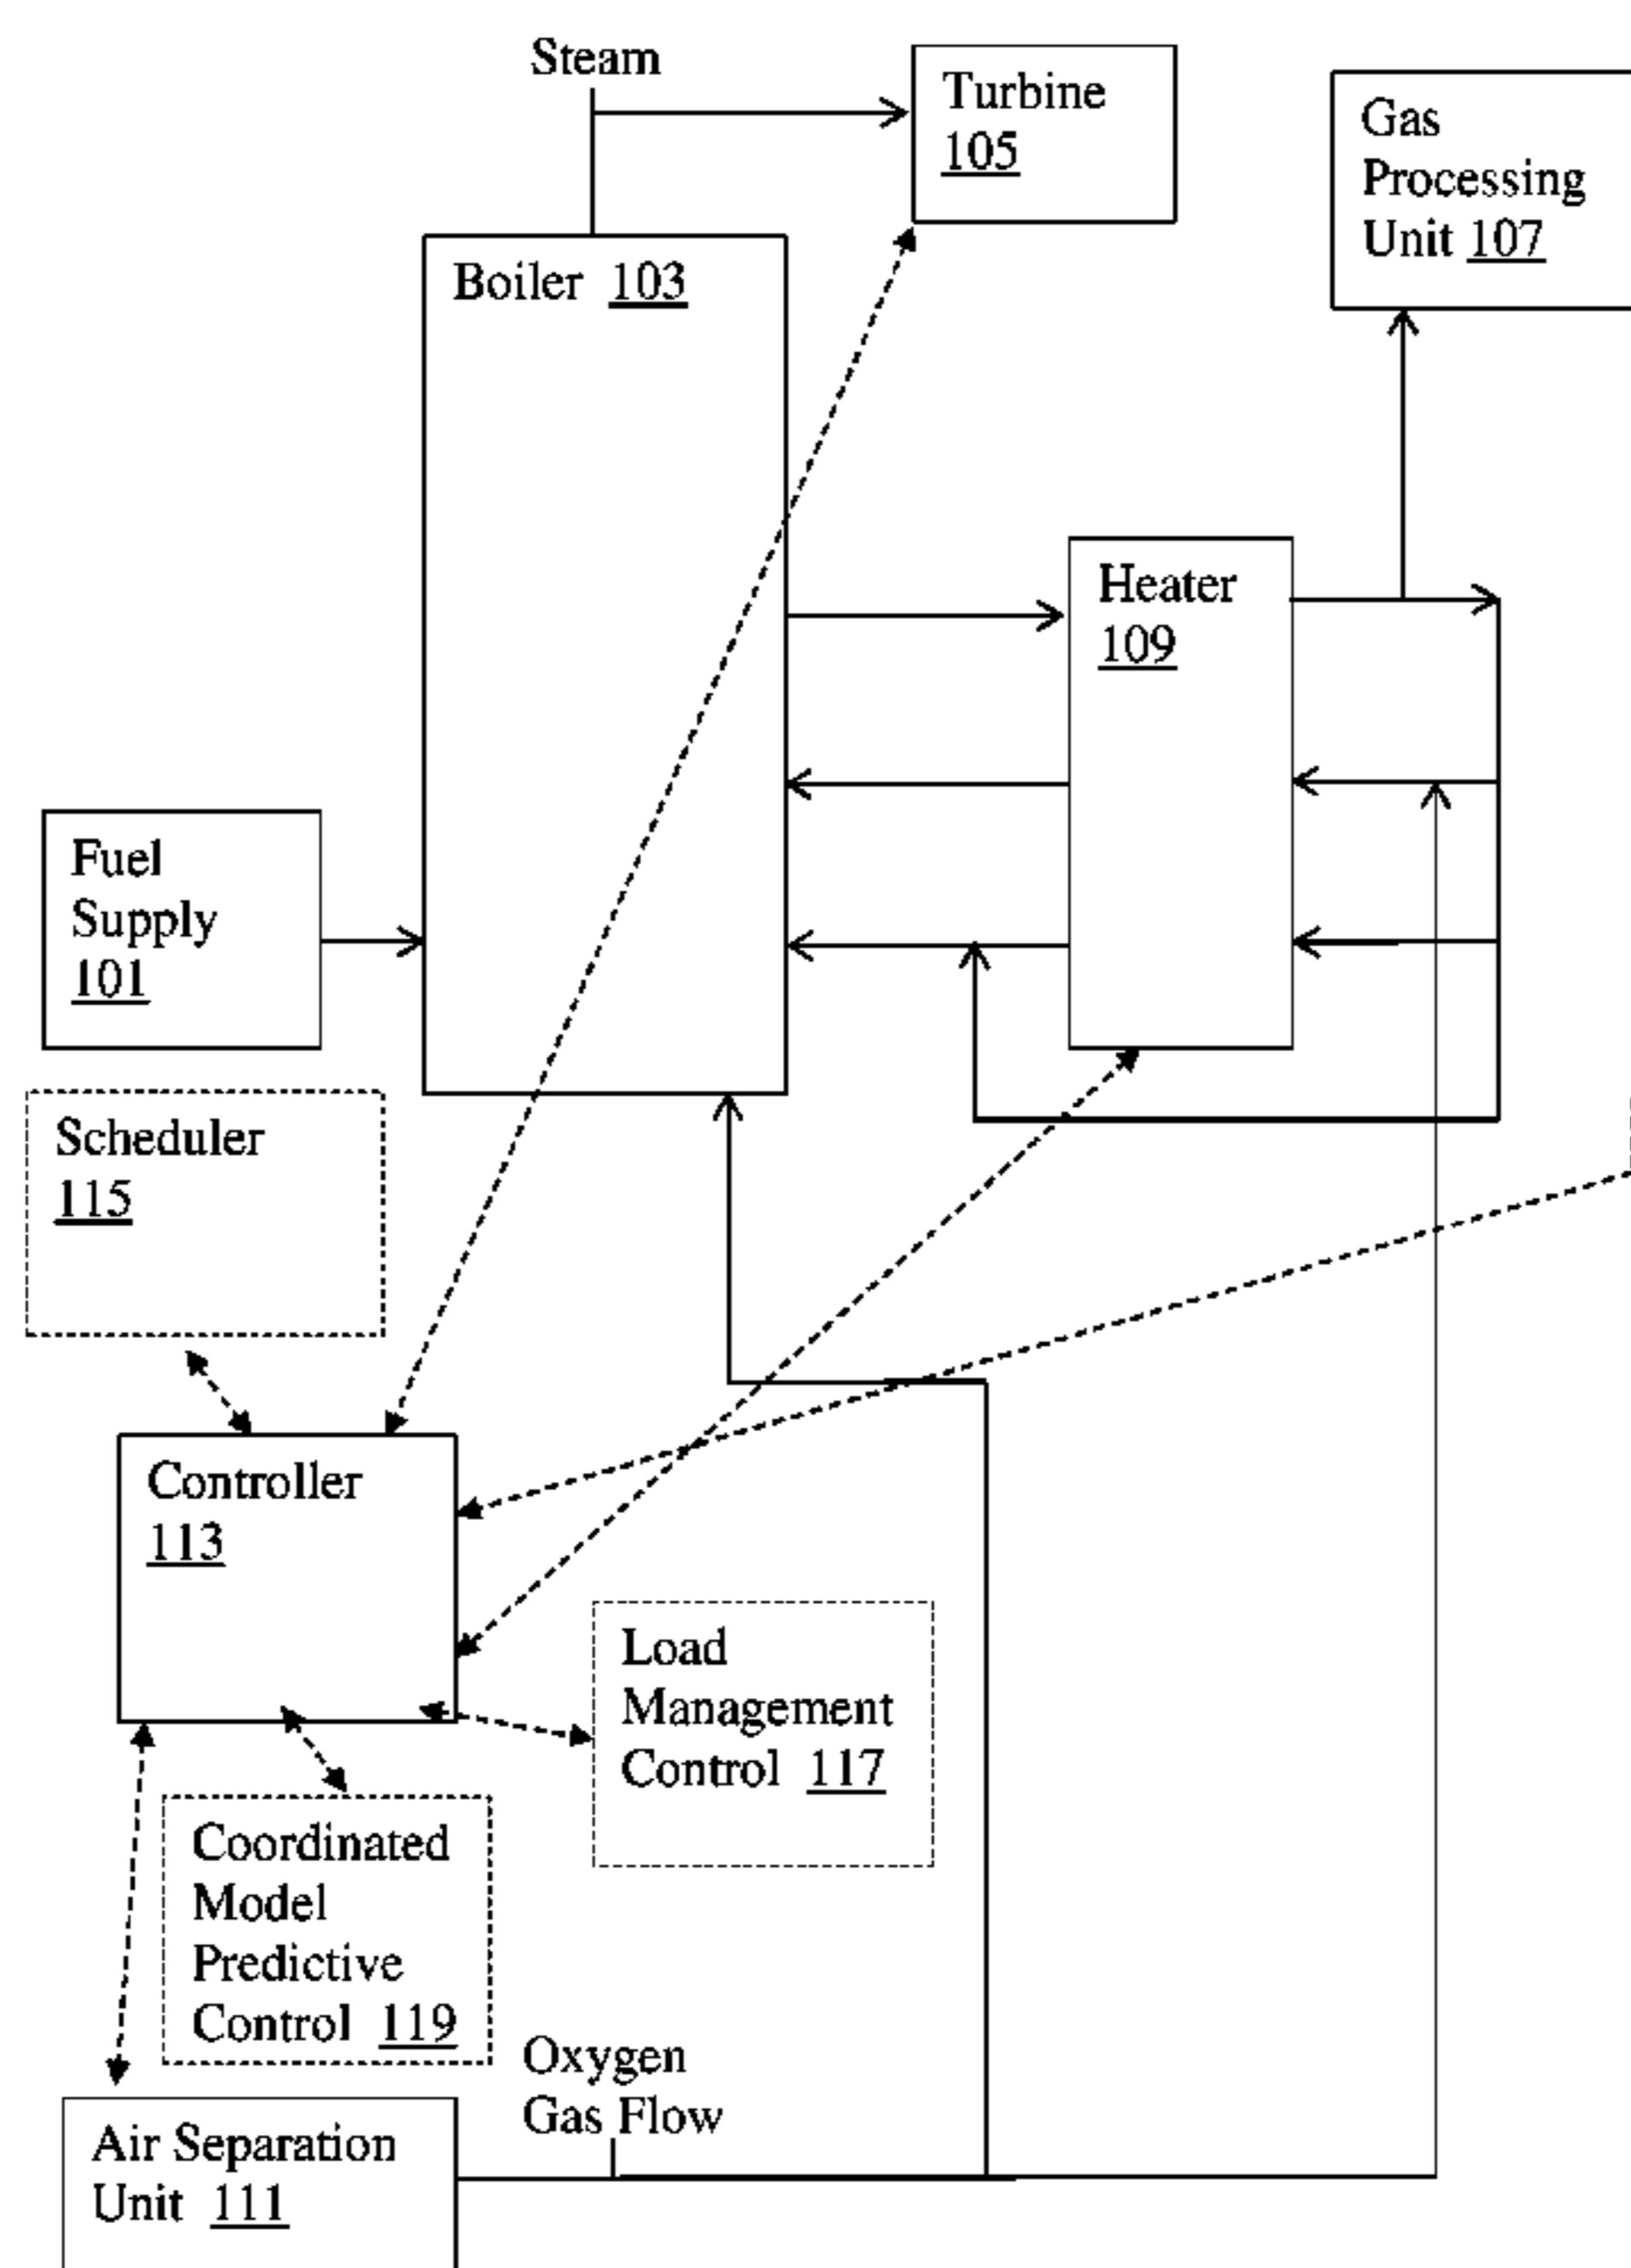 Steam
Turbine
105
Gas
Processing
Unit 107
Boiler 103
Heater
109
Fuel
Supply
101
Scheduler
115
Controller
113
Load
Management
Control 117
Coordinated
Model
Predictive
Control 119
Oxygen
Gas Flow
Air Separation
Unit 111